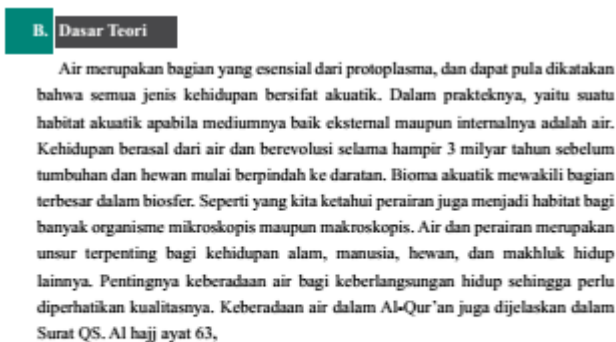 B. Dasar Teori
Air merupakan bagian yang esensial dari protoplasma, dan dapat pula dikatakan
bahwa semua jenis kehidupan bersifat akuatik. Dalam prakteknya, yaitu suatu
habitat akuatik apabila mediumnya baik eksternal maupun internalnya adalah air.
Kehidupan berasal dari air dan berevolusi selama hampir 3 milyar tahun sebelum
tumbuhan dan hewan mulai berpindah ke daratan. Bioma akuatik mewakili bagian
terbesar dalam biosfer. Seperti yang kita ketahui perairan juga menjadi habitat bagi
banyak organisme mikroskopis maupun makroskopis. Air dan perairan merupakan
unsur terpenting bagi kehidupan alam, manusia, hewan, dan makhluk hidup
lainnya. Pentingnya keberadaan air bagi keberlangsungan hidup sehingga perlu
diperhatikan kualitasnya. Keberadaan air dalam Al-Qur'an juga dijelaskan dalam
Surat QS. Al hajj ayat 63,